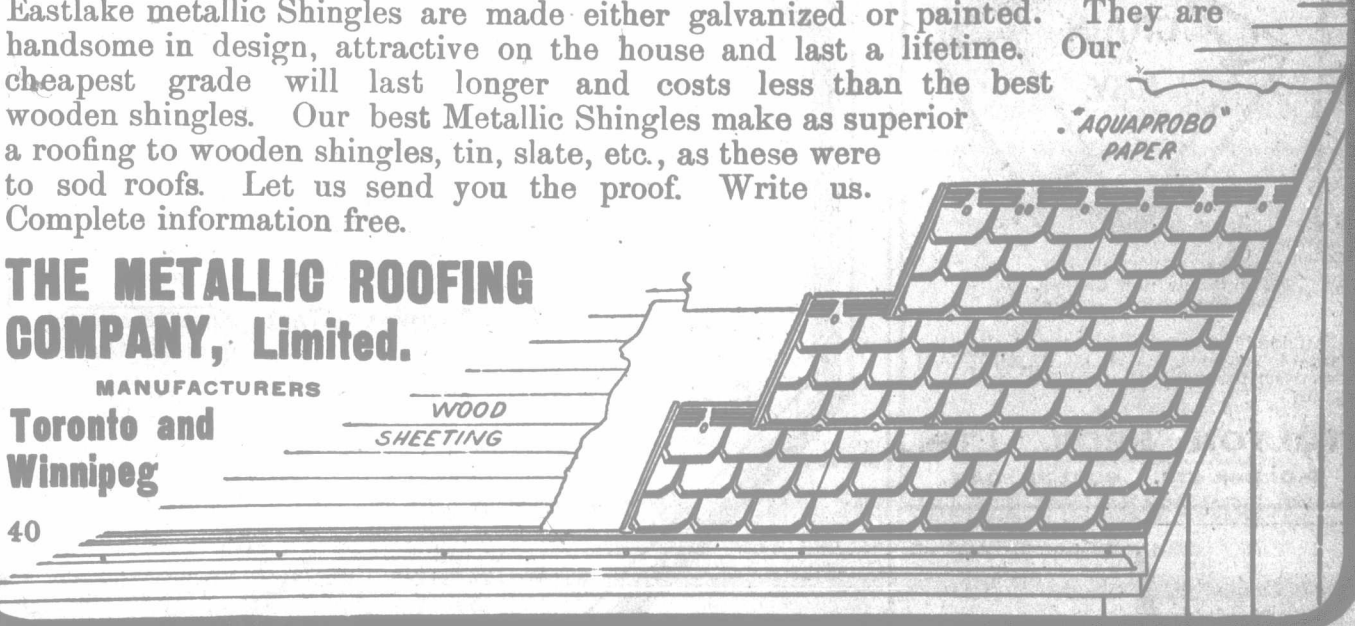 Eastlake metallic Shingles are made either galvanized or painted. They are
handsome in design, attractive on the house and last a lifetime. Our
cheapest grade will last longer and costs less than the best
wooden shingles. Our best Metallic Shingles make as superior
a roofing to wooden shingles, tin, slate, etc., as these were
to sod roofs. Let us send you the proof. Write us.
Complete information free.
"AQUAPROBO"
PAPER
THE METALLIC ROOFING
COMPANY, Limited.
MANUFACTURERS
Toronto and
Winnipeg
WOOD
SHEETING
40